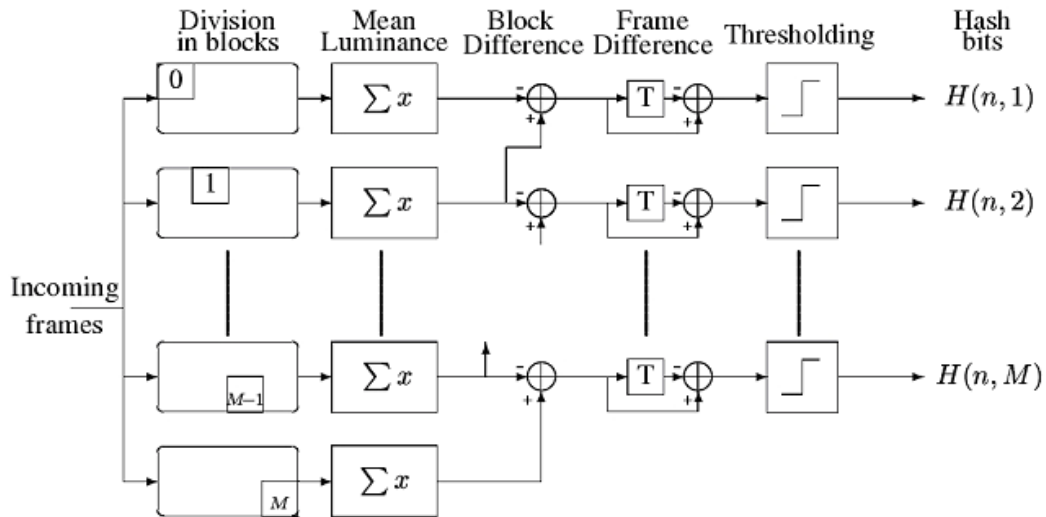 Division in blocks
Mean Luminance
Block Difference
Frame Difference
Thresholding
Hash bits
0
∑ x
-
+
T
-
+
H(n, 1)
1
∑ x
-
+
T
-
+
H(n, 2)
Incoming frames
M−1
∑ x
-
+
T
-
+
H(n, M)
M
∑ x